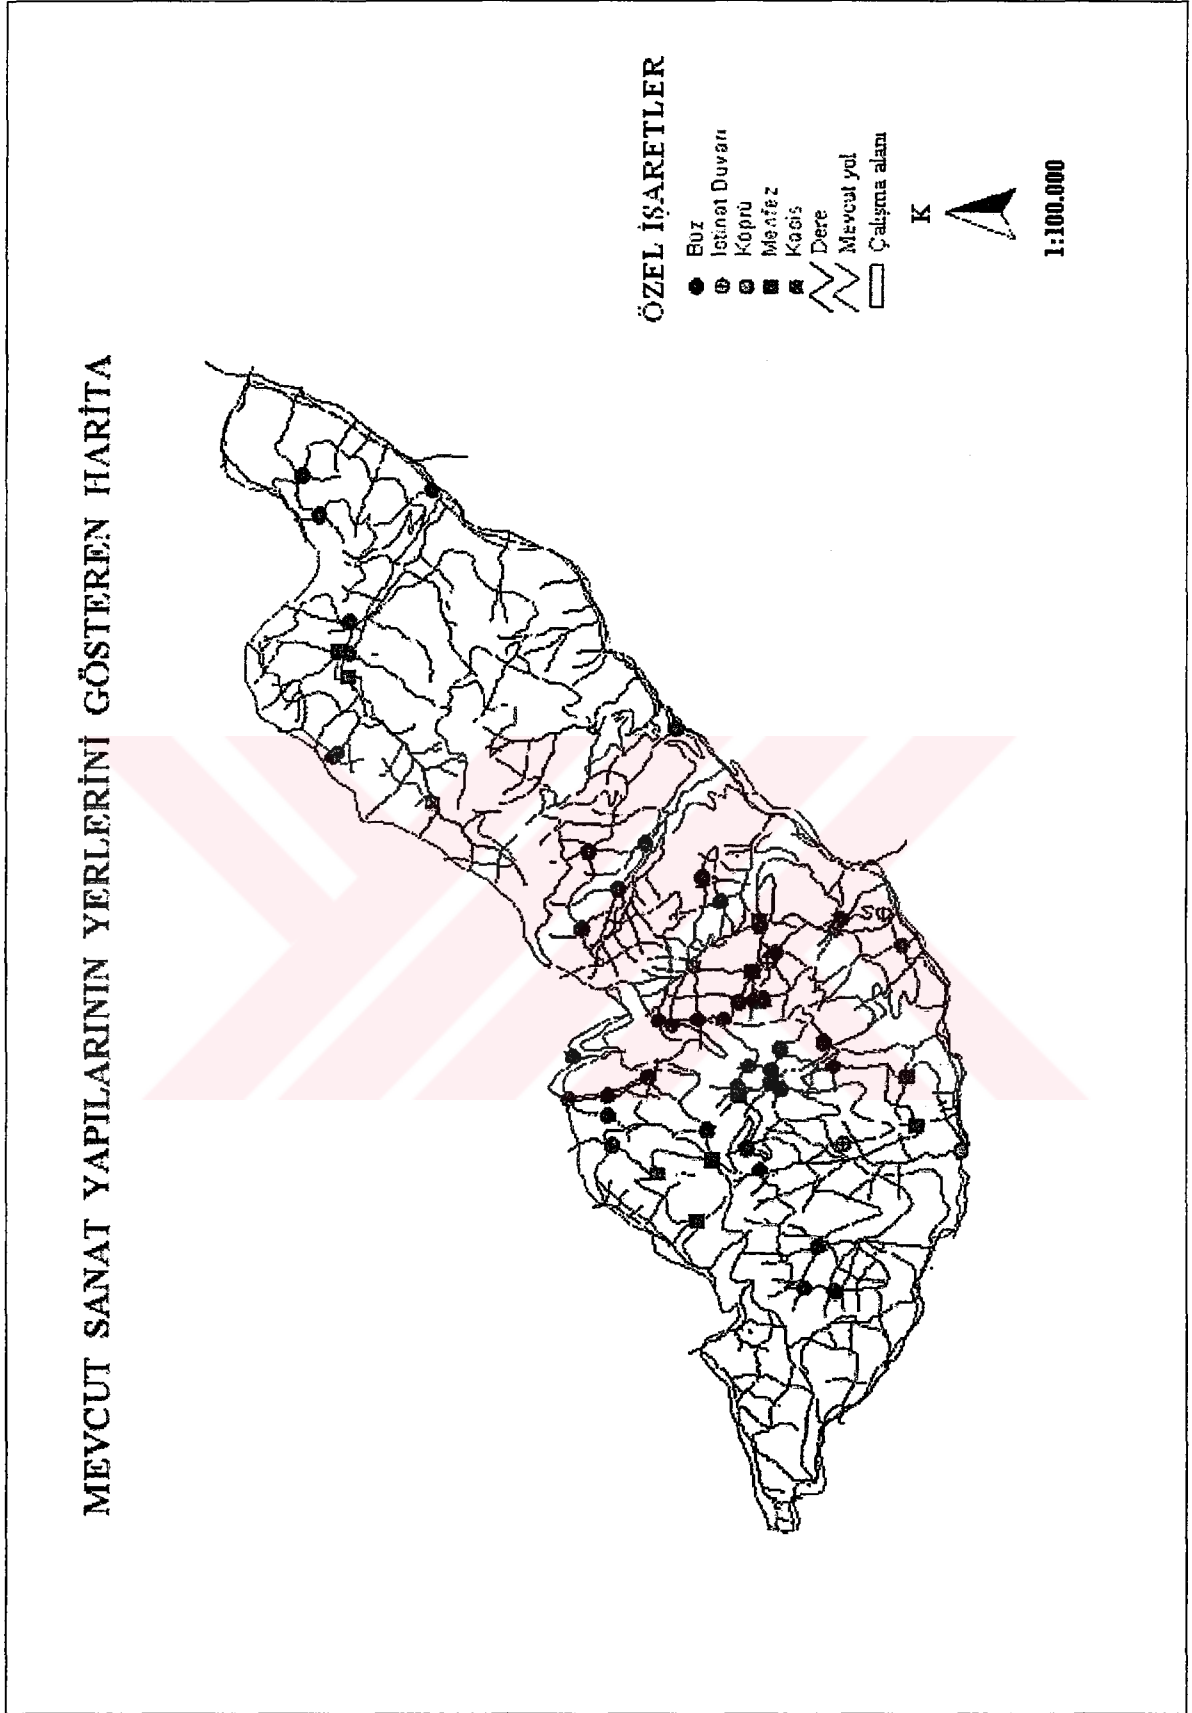 MEVCUT SANAT YAPILARININ YERLERİNİ GÖSTEREN HARİTA
ÖZEL İŞARETLER
Büz
İstinat Duvarı
Köprü
Menfez
Kasis
Dere
Mevcut yol
Çalışma alanı
K
1:100.000